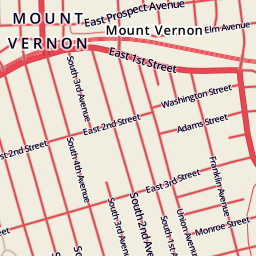 East Prospect Avenue
MOUNT
VERNON
Mount Vernon
Elm Avenue
East 1st Street
South 3rd Avenue
Washington Street
East 2nd Street
Adams Street
East 2nd Street
South 4th Avenue
Franklin Avenue
East 3rd Street
South 3rd Avenue
South 2nd Ave
South 1st A
Union Avenue
Monroe Street